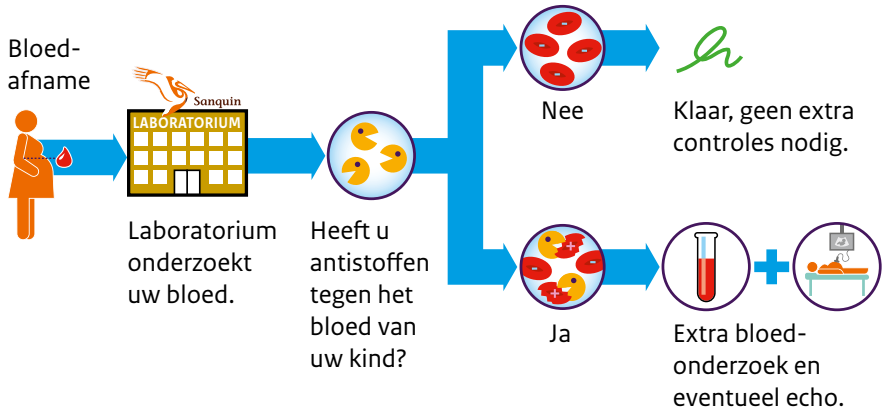 Bloed-
afname
Sanquin
LABORATORIUM
Laboratorium
onderzoekt
uw bloed.
Heeft u
antistoffen
tegen het
bloed van
uw kind?
Nee
Klaar, geen extra
controles nodig.
Ja
Extra bloed-
onderzoek en
eventueel echo.